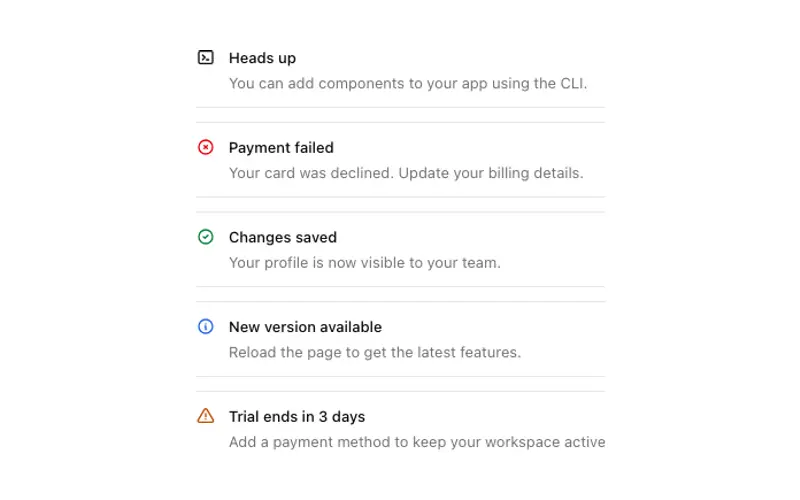 Heads up
You can add components to your app using the CLI.
Payment failed
Your card was declined. Update your billing details.
Changes saved
Your profile is now visible to your team.
New version available
Reload the page to get the latest features.
Trial ends in 3 days
Add a payment method to keep your workspace active